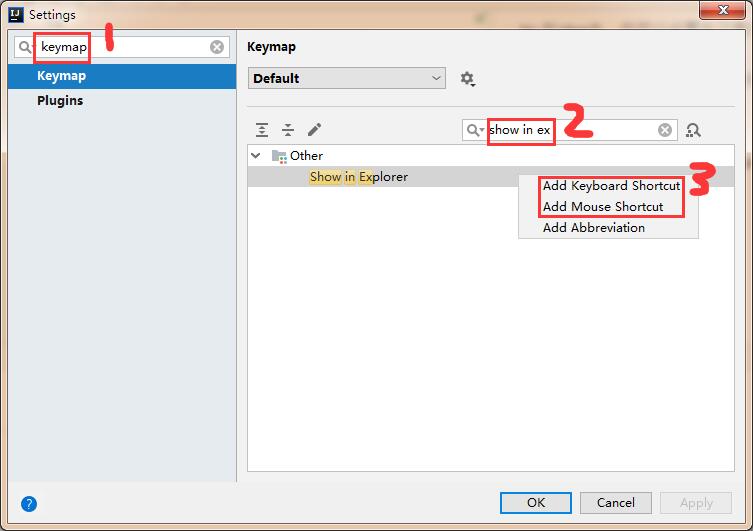 IJ Settings
keymap 1
Keymap
Plugins
Keymap
Default
show in ex 2
Other
Show in Explorer
3
Add Keyboard Shortcut
Add Mouse Shortcut
Add Abbreviation
? OK Cancel Apply